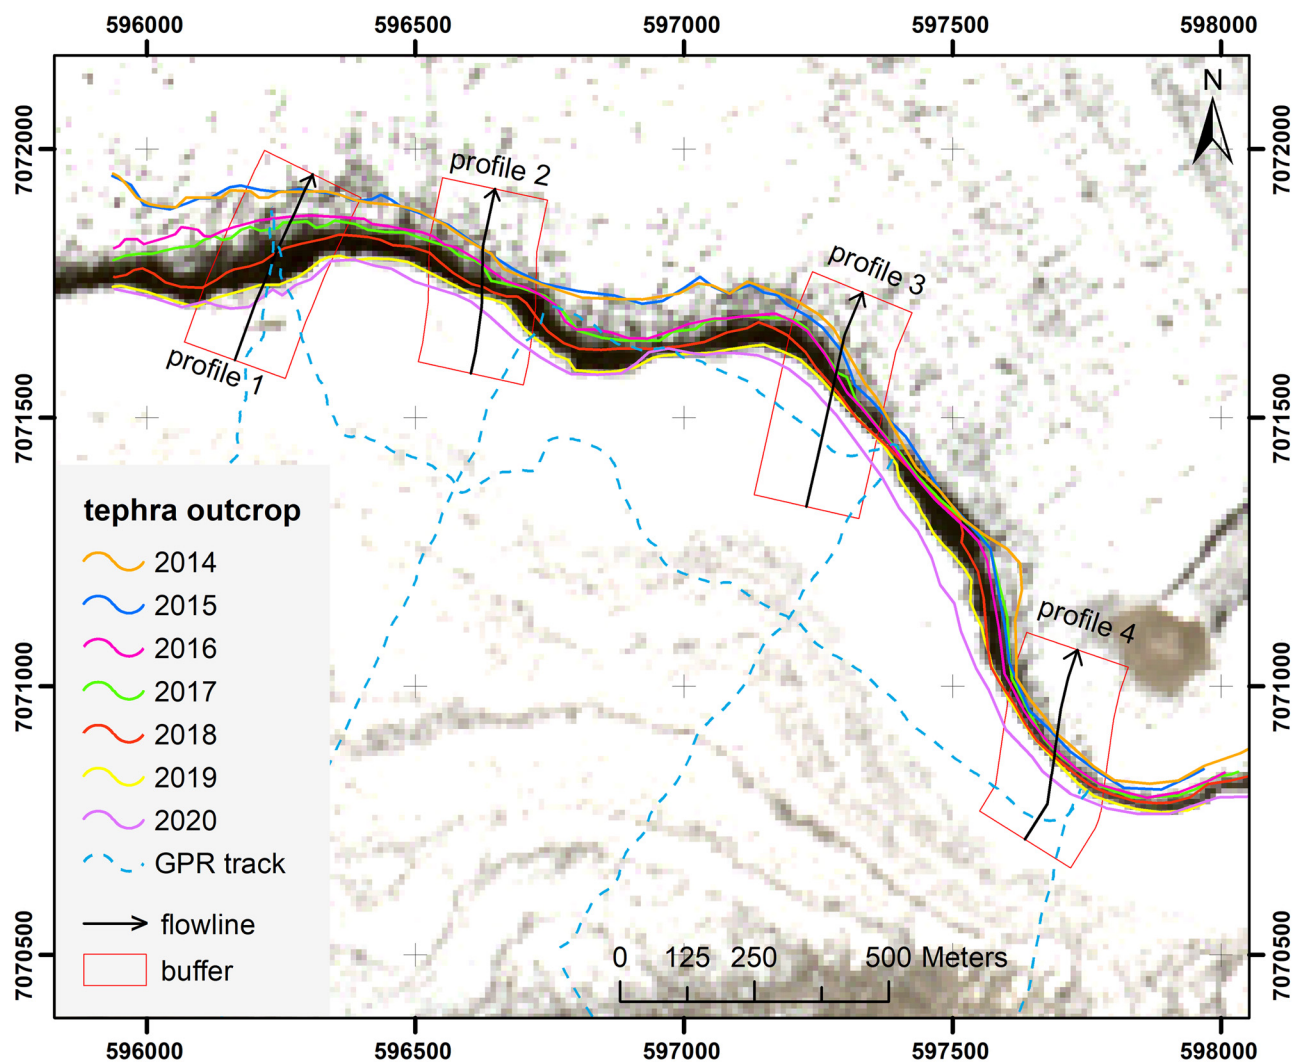 596000 596500 597000 597500 598000
N
7072000 7072000
profile 2
profile 3
profile 1
7071500 7071500
tephra outcrop
2014
2015
2016
profile 4
2017
7071000 7071000
2018
2019
2020
GPR track
flowline
0 125 250 500 Meters
7070500 7070500
buffer
596000 596500 597000 597500 598000